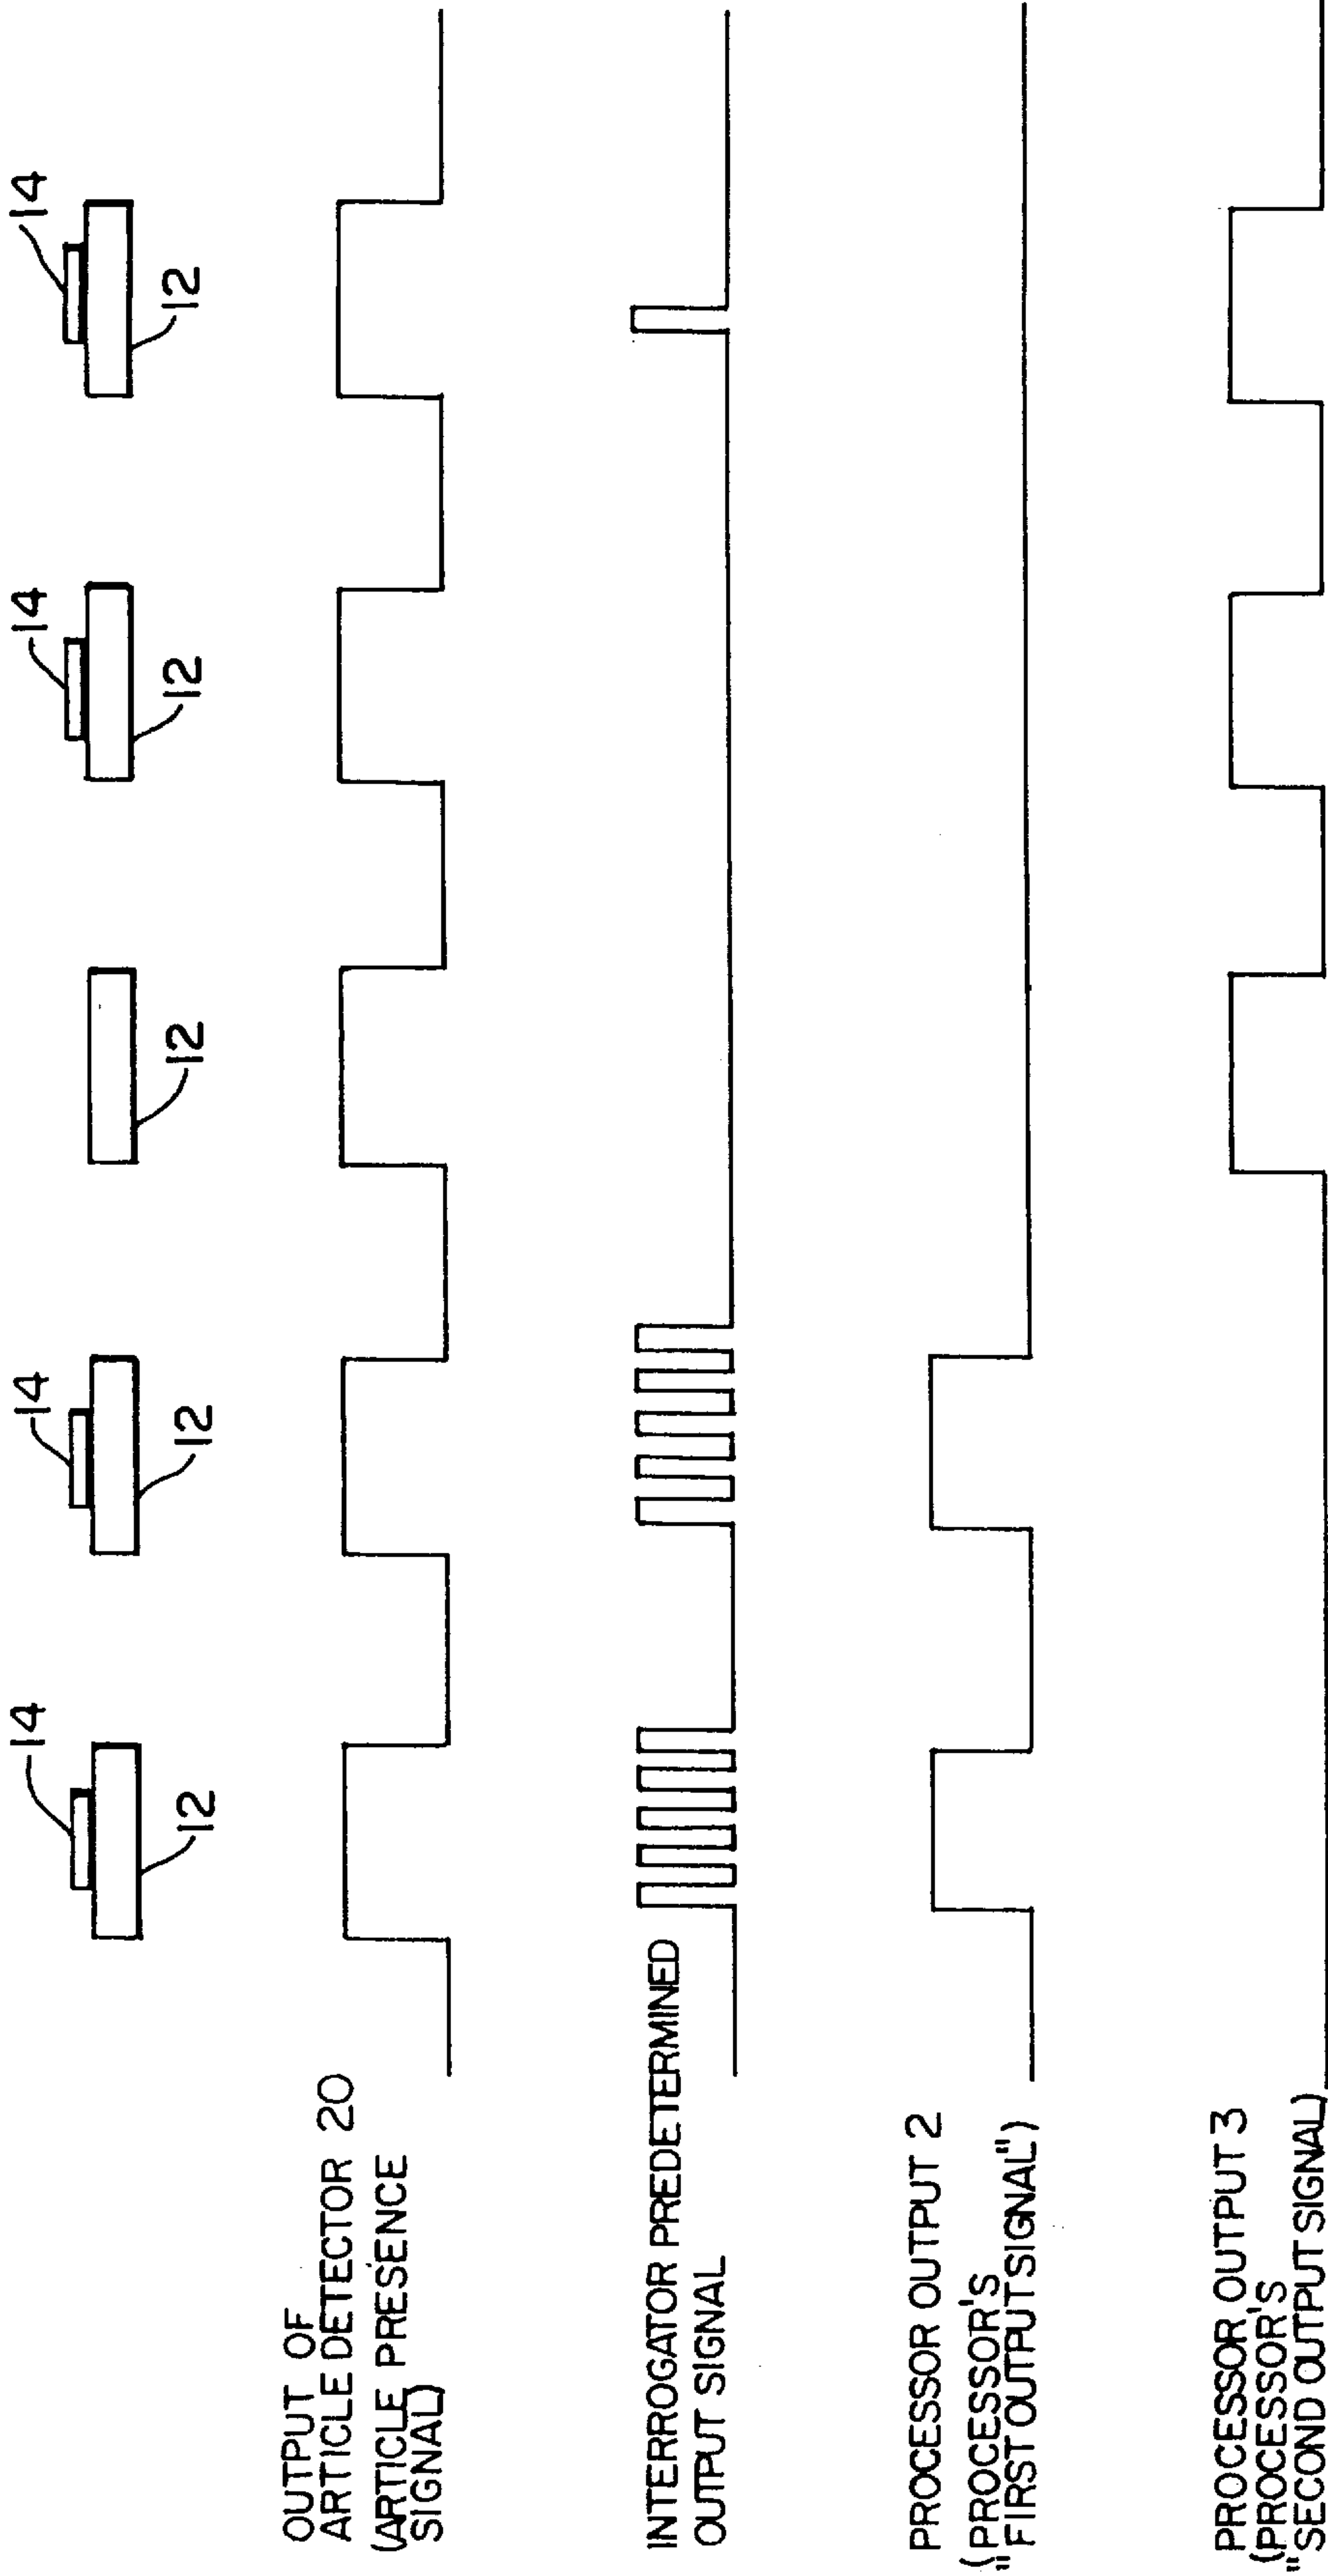 14
14
14
14
12
12
12
12
12
OUTPUT OF
ARTICLE DETECTOR 20
(ARTICLE PRESENCE
SIGNAL)
INTERROGATOR PREDETERMINED
OUTPUT SIGNAL
PROCESSOR OUTPUT 2
(PROCESSOR'S
"FIRST OUTPUT SIGNAL")
PROCESSOR OUTPUT 3
(PROCESSOR'S
"SECOND OUTPUT SIGNAL)